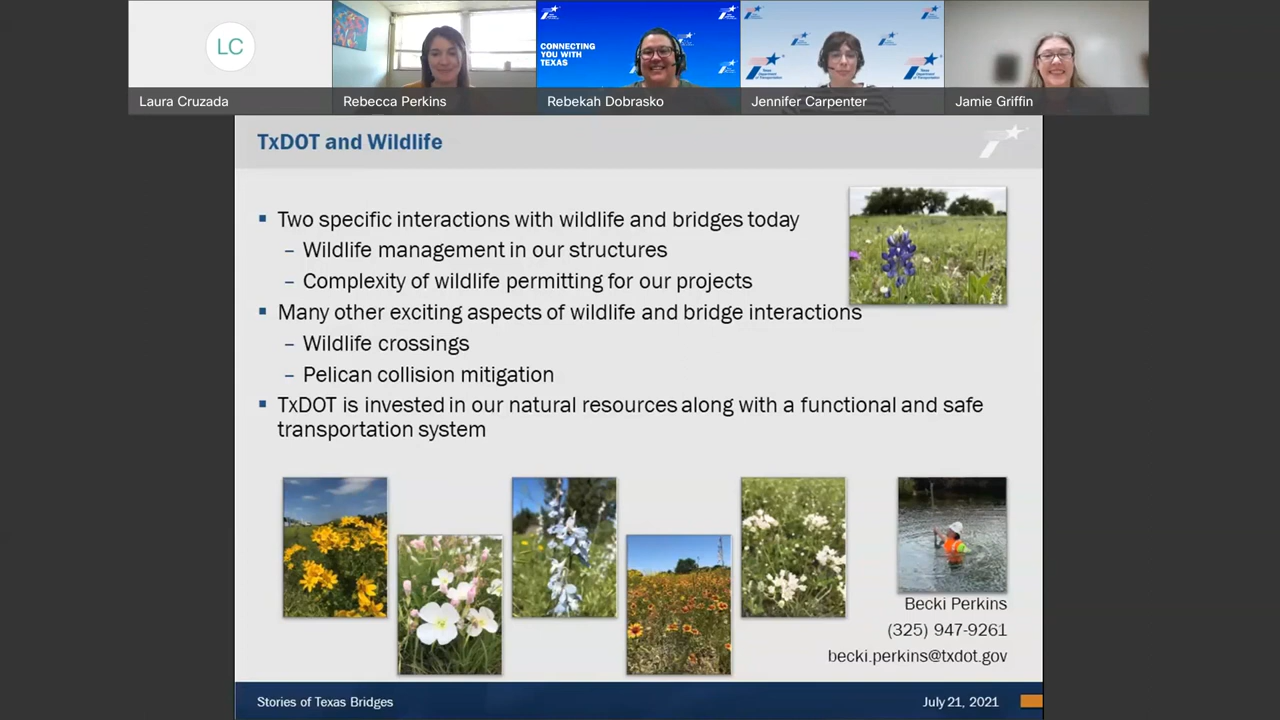 LC
CONNECTING
YOU WITH
TEXAS
Laura Cruzada
Rebecca Perkins
Rebekah Dobrasko
Jennifer Carpenter
Jamie Griffin
TxDOT and Wildlife
Two specific interactions with wildlife and bridges today
– Wildlife management in our structures
– Complexity of wildlife permitting for our projects
Many other exciting aspects of wildlife and bridge interactions
– Wildlife crossings
– Pelican collision mitigation
TxDOT is invested in our natural resources along with a functional and safe
transportation system
Becki Perkins
(325) 947-9261
becki.perkins@txdot.gov
Stories of Texas Bridges
July 21, 2021